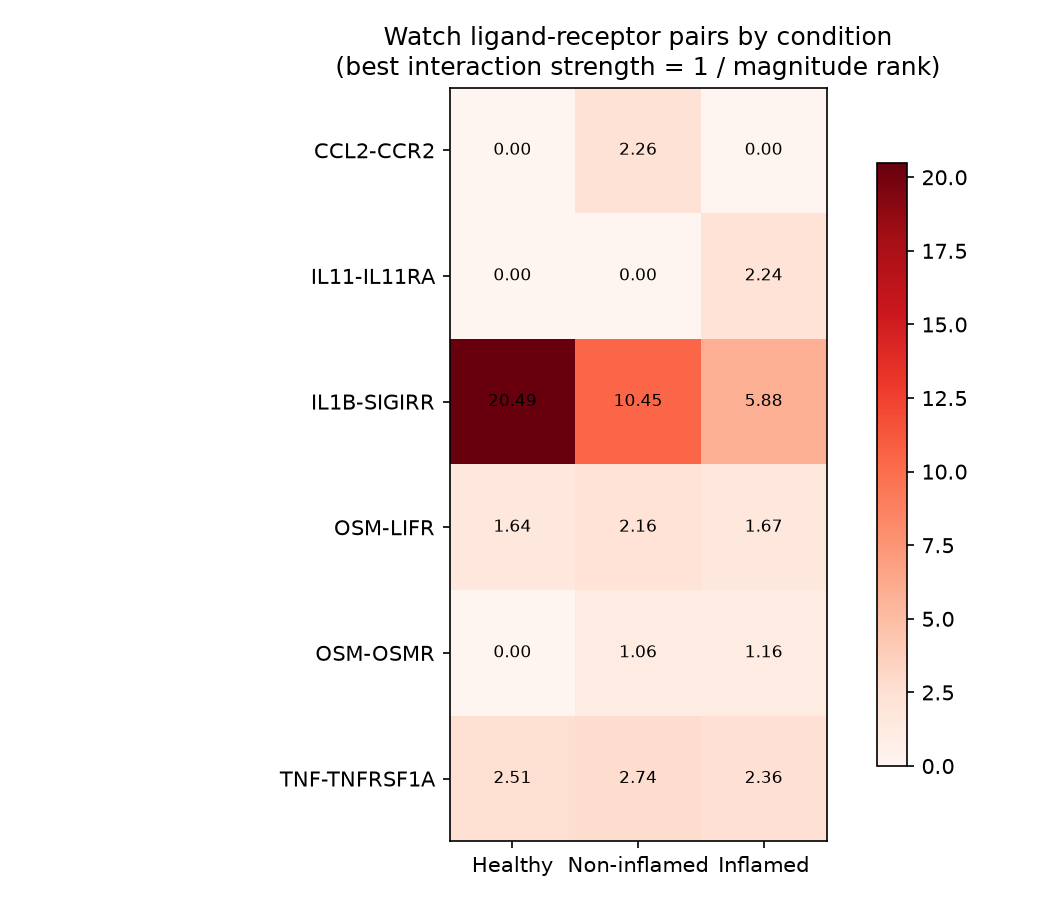 Watch ligand-receptor pairs by condition
(best interaction strength = 1 / magnitude rank)
CCL2-CCR2 0.00 2.26 0.00
IL11-IL11RA 0.00 0.00 2.24
IL1B-SIGIRR 20.49 10.45 5.88
OSM-LIFR 1.64 2.16 1.67
OSM-OSMR 0.00 1.06 1.16
TNF-TNFRSF1A 2.51 2.74 2.36
Healthy Non-inflamed Inflamed
20.0
17.5
15.0
12.5
10.0
7.5
5.0
2.5
0.0